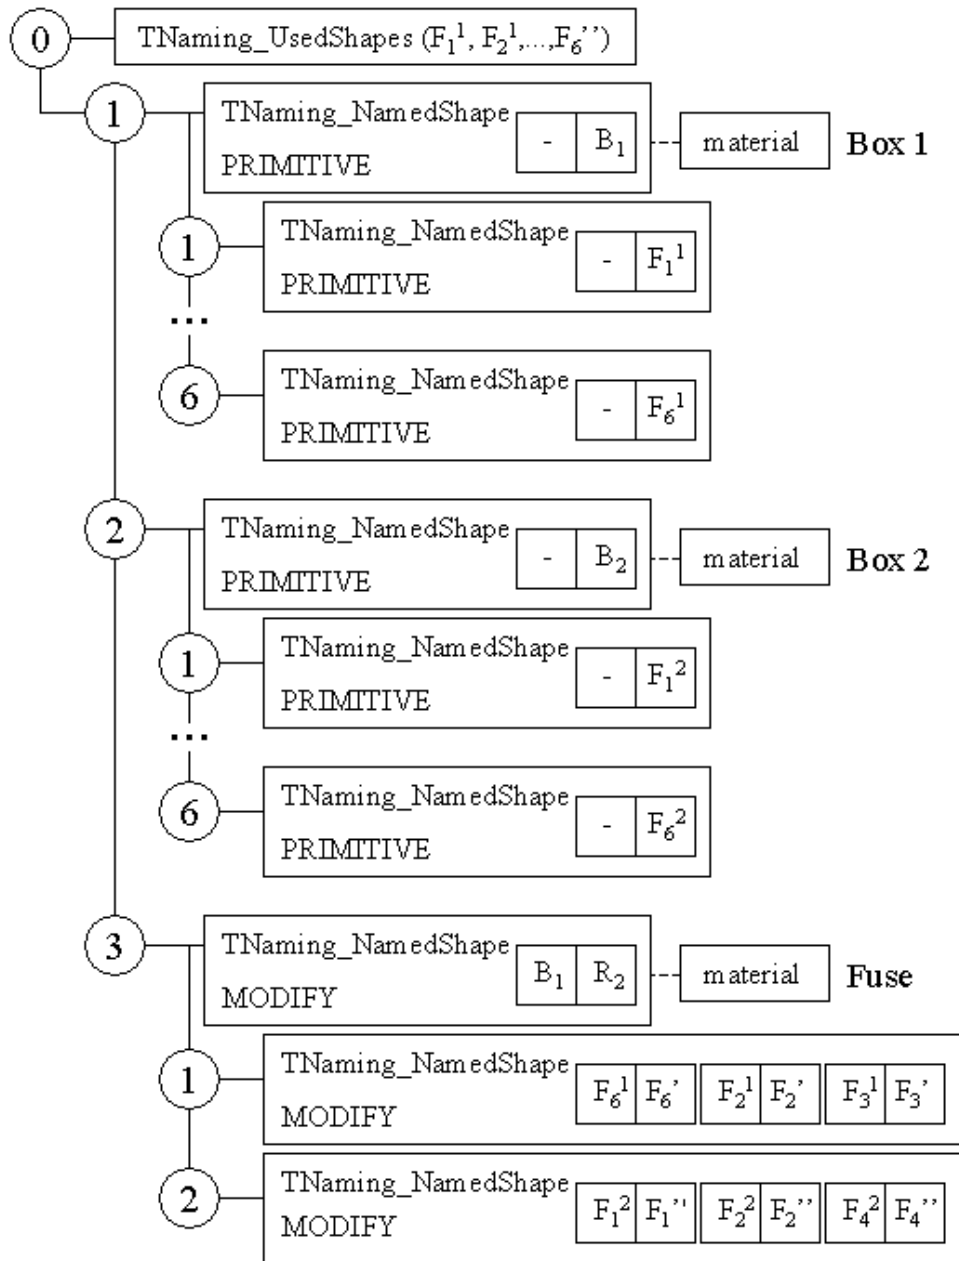 0 TNaming_UsedShapes (F₁¹, F₂¹,...,F₆’’)
1 TNaming_NamedShape
PRIMITIVE - B₁ material Box 1
1 TNaming_NamedShape
PRIMITIVE - F₁¹
...
6 TNaming_NamedShape
PRIMITIVE - F₆¹
2 TNaming_NamedShape
PRIMITIVE - B₂ material Box 2
1 TNaming_NamedShape
PRIMITIVE - F₁²
...
6 TNaming_NamedShape
PRIMITIVE - F₆²
3 TNaming_NamedShape
MODIFY B₁ R₂ material Fuse
1 TNaming_NamedShape
MODIFY F₆¹ F₆’ F₂¹ F₂’ F₃¹ F₃’
2 TNaming_NamedShape
MODIFY F₁² F₁’’ F₂² F₂’’ F₄² F₄’’